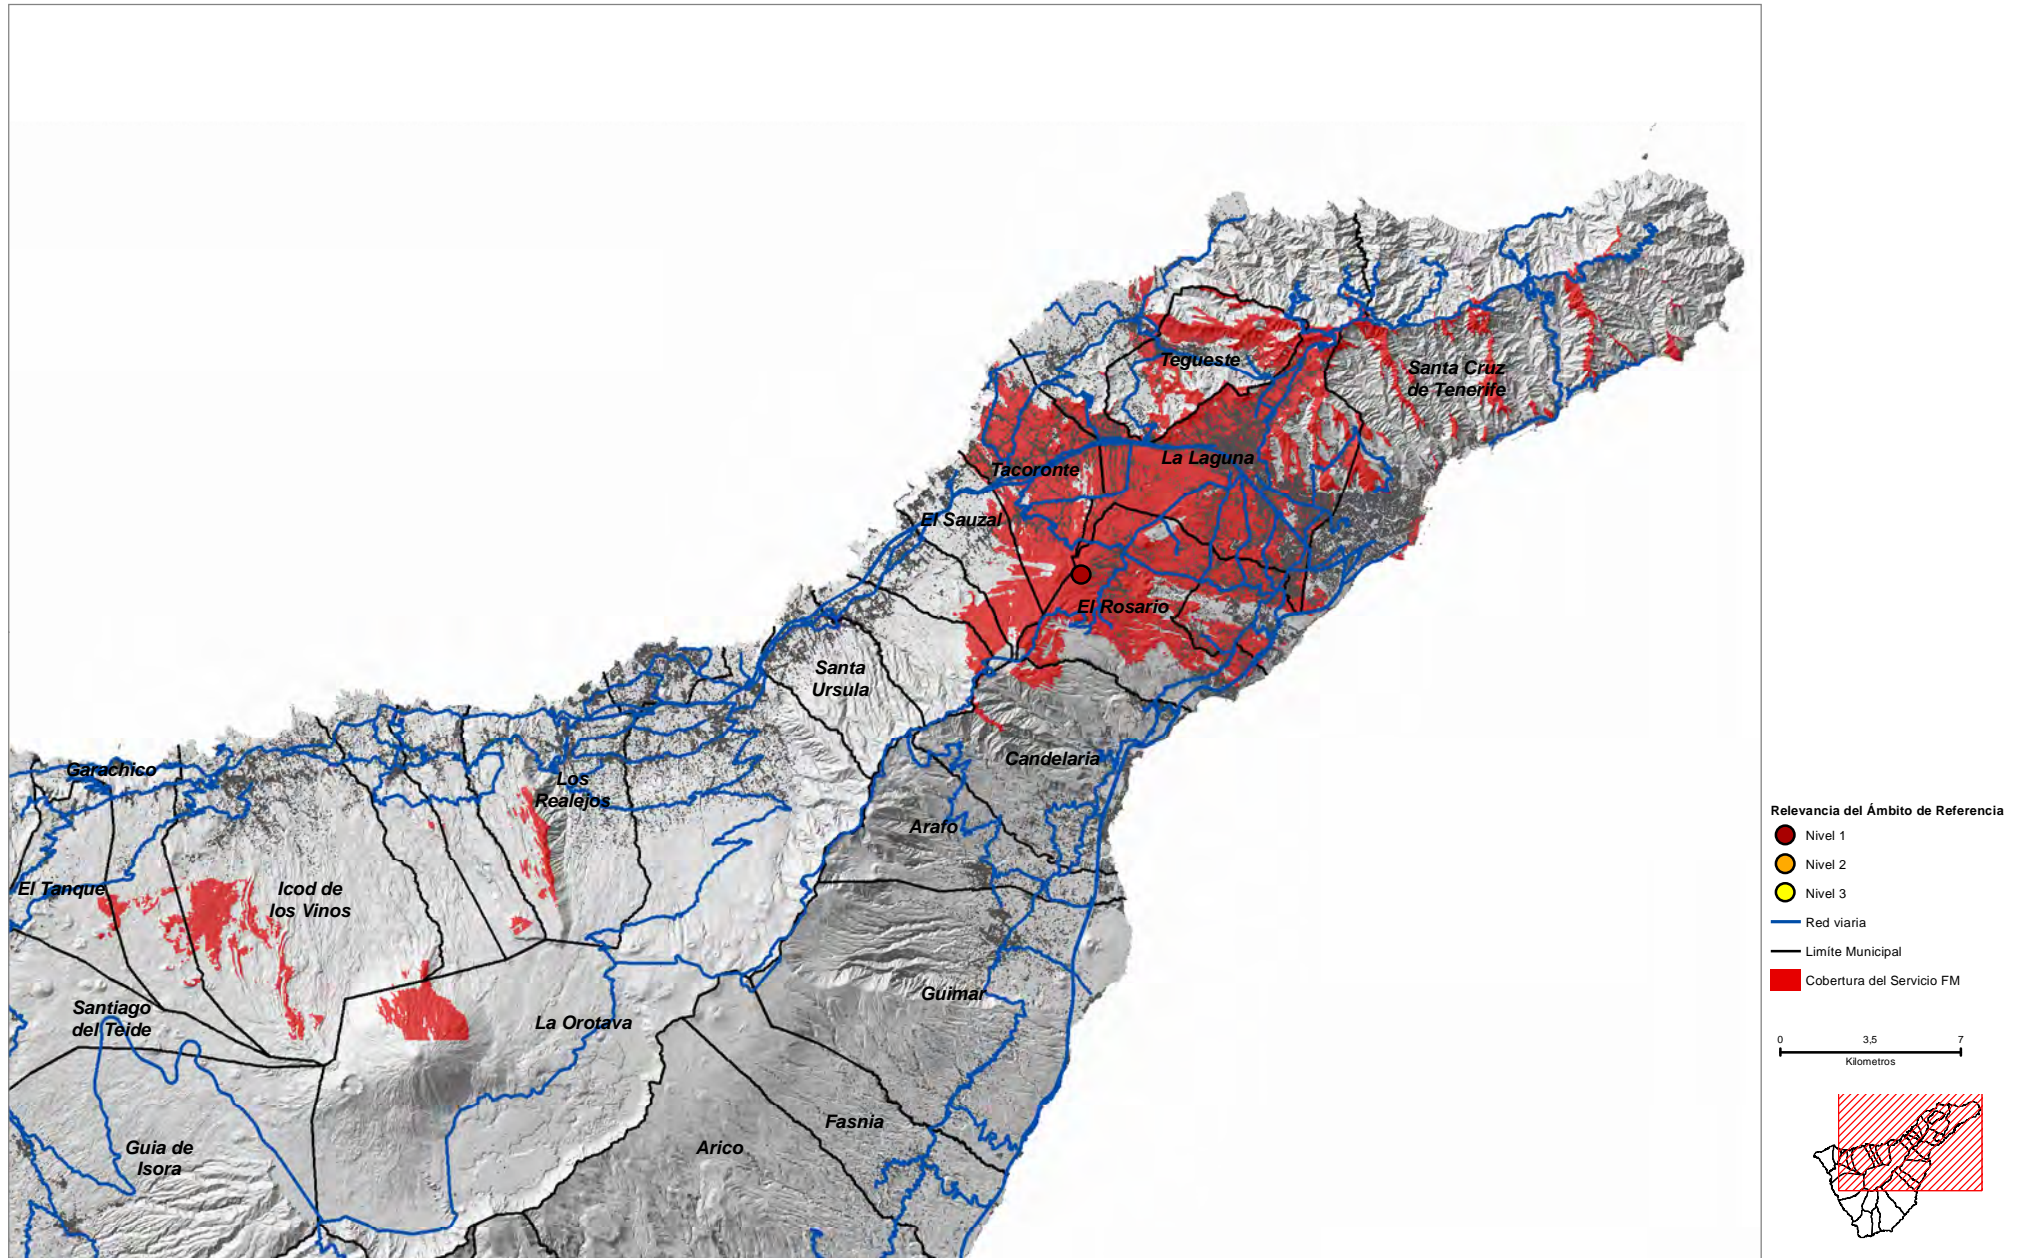 Tegueste
Santa Cruz
de Tenerife
La Laguna
Tacoronte
El Sauzal
El Rosario
Santa
Ursula
Candelaria
Garachico
Los
Realejos
Arafo
El Tanque
Icod de
los Vinos
Guimar
Santiago
del Teide
La Orotava
Fasnia
Guia de
Isora
Arico
Relevancia del Ámbito de Referencia
Nivel 1
Nivel 2
Nivel 3
Red viaria
Limíte Municipal
Cobertura del Servicio FM
0 3,5 7
Kilometros